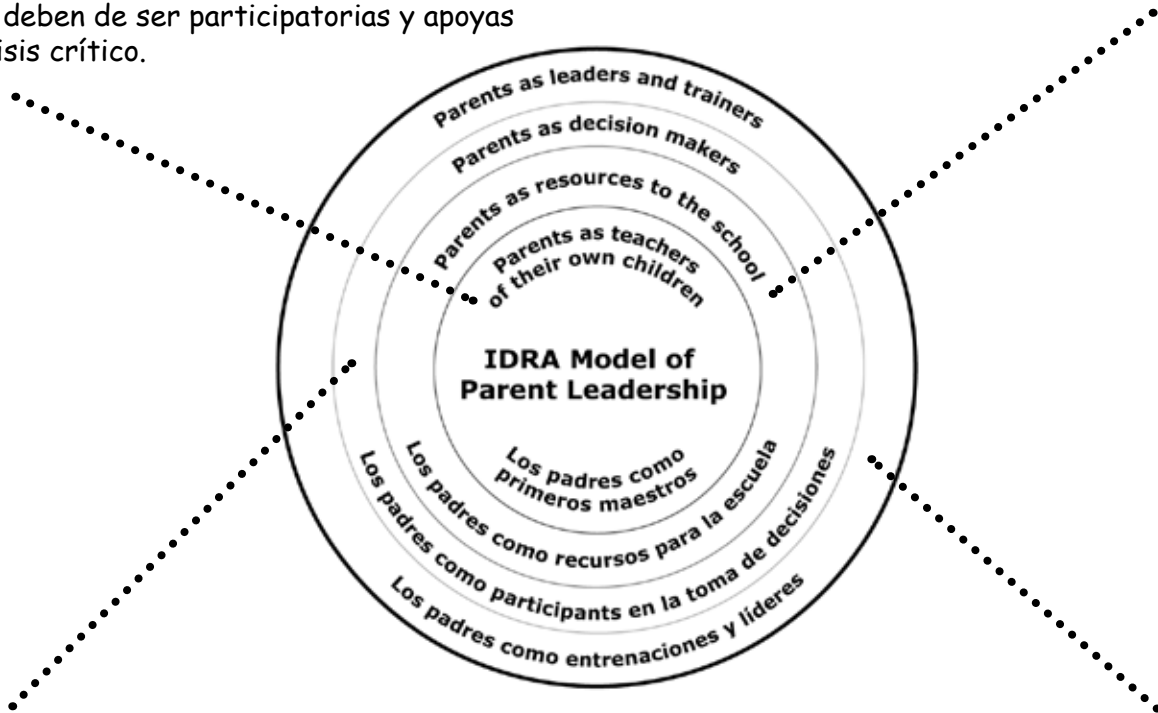 deben de ser participatorias y apoyas
isis crítico.
Parents as leaders and trainers
Parents as decision makers
Parents as resources to the school
Parents as teachers
of their own children
IDRA Model of
Parent Leadership
Los padres como
primeros maestros
Los padres como recursos para la escuela
Los padres como participants en la toma de decisiones
Los padres como entrenaciones y líderes